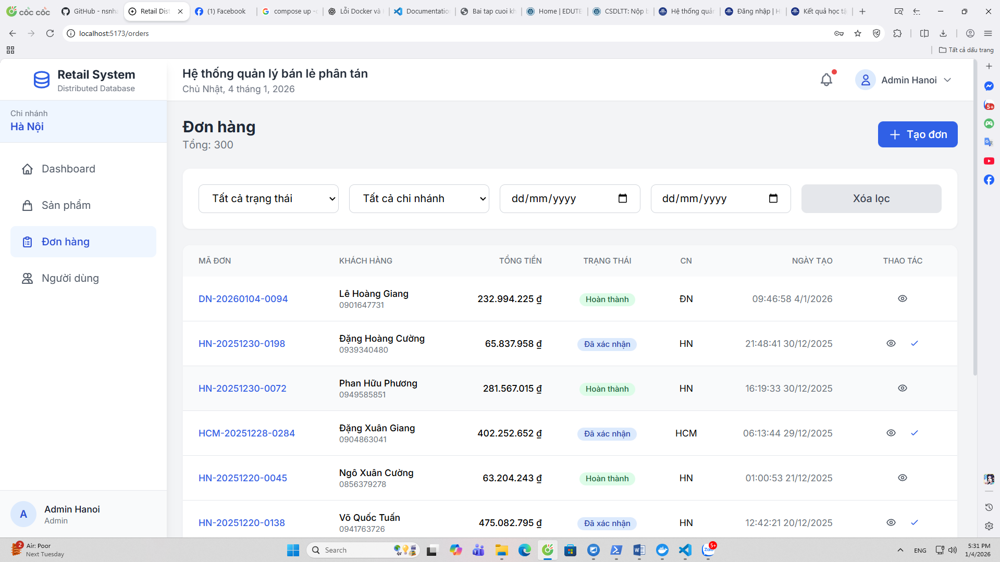 cốc cốc
GitHub - nsnha
Retail Dist
(1) Facebook
compose up -d
Lỗi Docker và
Documentation
Bai tap cuoi kh
Home | EDUTE
CSDLTT: Nộp b
Hệ thống quản
Đăng nhập | H
Kết quả học tậ
localhost:5173/orders
Tất cả dấu trang
Retail System
Distributed Database
Chi nhánh
Hà Nội
Dashboard
Sản phẩm
Đơn hàng
Người dùng
Admin Hanoi
Admin
A
Hệ thống quản lý bán lẻ phân tán
Chủ Nhật, 4 tháng 1, 2026
Admin Hanoi
Đơn hàng
Tổng: 300
Tạo đơn
Tất cả trạng thái
Tất cả chi nhánh
dd/mm/yyyy
dd/mm/yyyy
Xóa lọc
MÃ ĐƠN KHÁCH HÀNG TỔNG TIỀN TRẠNG THÁI CN NGÀY TẠO THAO TÁC
DN-20260104-0094 Lê Hoàng Giang 232.994.225 ₫ Hoàn thành ĐN 09:46:58 4/1/2026
0901647731
HN-20251230-0198 Đặng Hoàng Cường 65.837.958 ₫ Đã xác nhận HN 21:48:41 30/12/2025
0939340480
HN-20251230-0072 Phan Hữu Phương 281.567.015 ₫ Hoàn thành HN 16:19:33 30/12/2025
0949585851
HCM-20251228-0284 Đặng Xuân Giang 402.252.652 ₫ Đã xác nhận HCM 06:13:44 29/12/2025
0904863041
HN-20251220-0045 Ngô Xuân Cường 63.204.243 ₫ Hoàn thành HN 01:00:53 21/12/2025
0856379278
HN-20251220-0138 Võ Quốc Tuấn 475.082.795 ₫ Đã xác nhận HN 12:42:21 20/12/2025
0941763726
5+
2
Air: Poor
Next Tuesday
Search
Zalo
5+
ENG
5:31 PM
1/4/2026